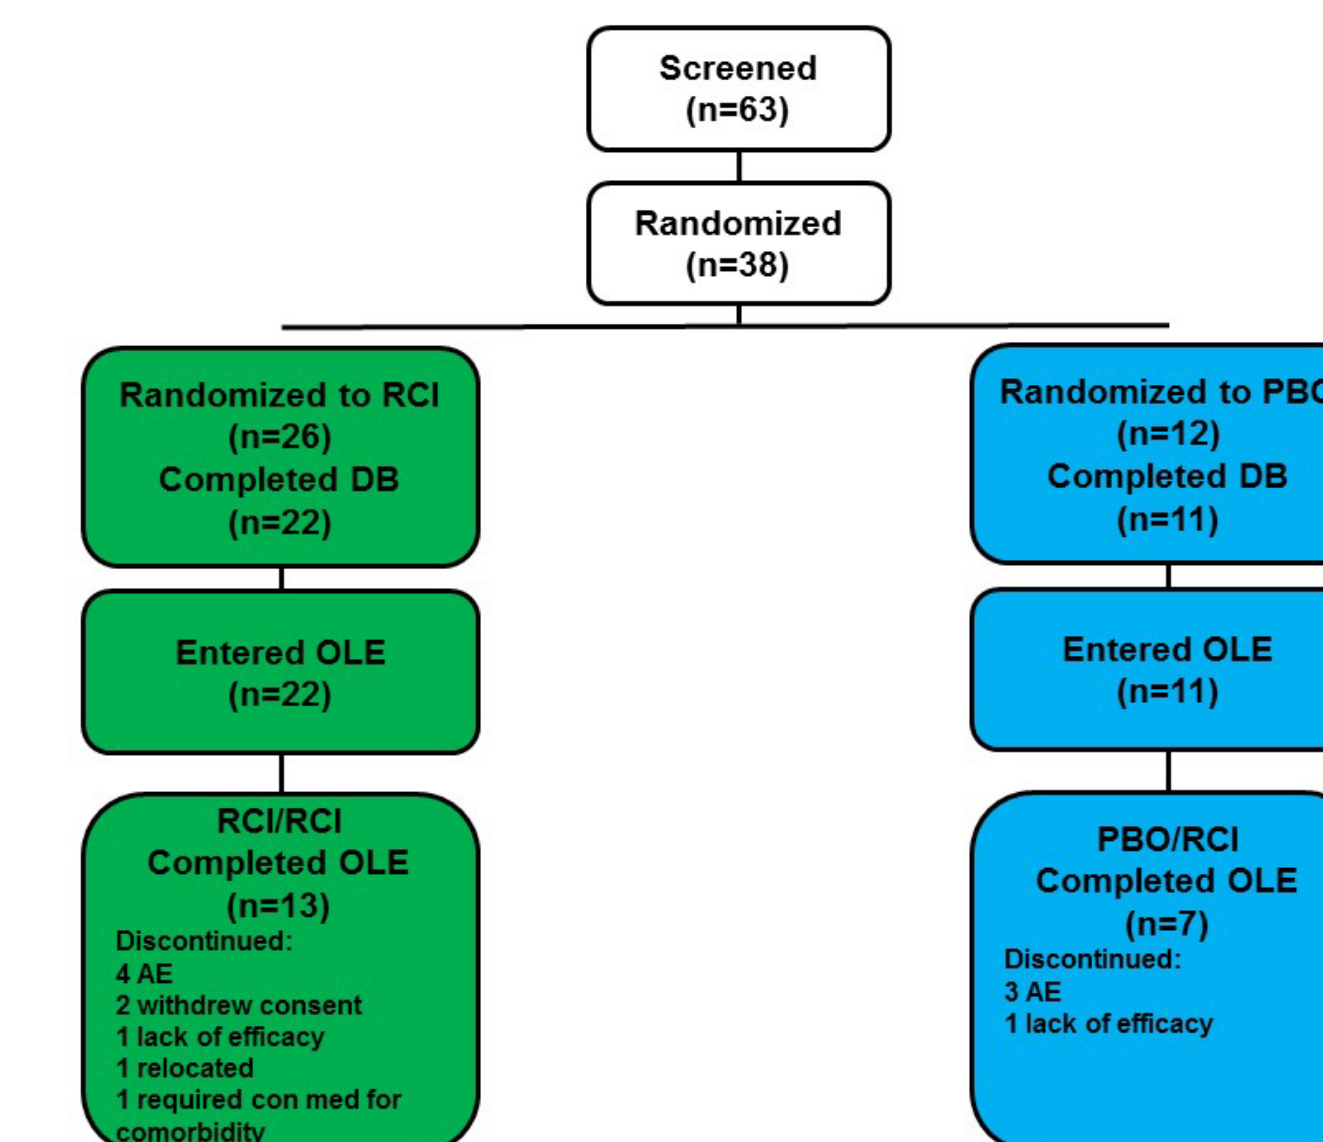 Screened
(n=63)
Randomized
(n=38)
Randomized to RCI
(n=26)
Completed DB
(n=22)
Randomized to PBO
(n=12)
Completed DB
(n=11)
Entered OLE
(n=22)
Entered OLE
(n=11)
RCI/RCI
Completed OLE
(n=13)
Discontinued:
4 AE
2 withdrew consent
1 lack of efficacy
1 relocated
1 required con med for
comorbidity
PBO/RCI
Completed OLE
(n=7)
Discontinued:
3 AE
1 lack of efficacy